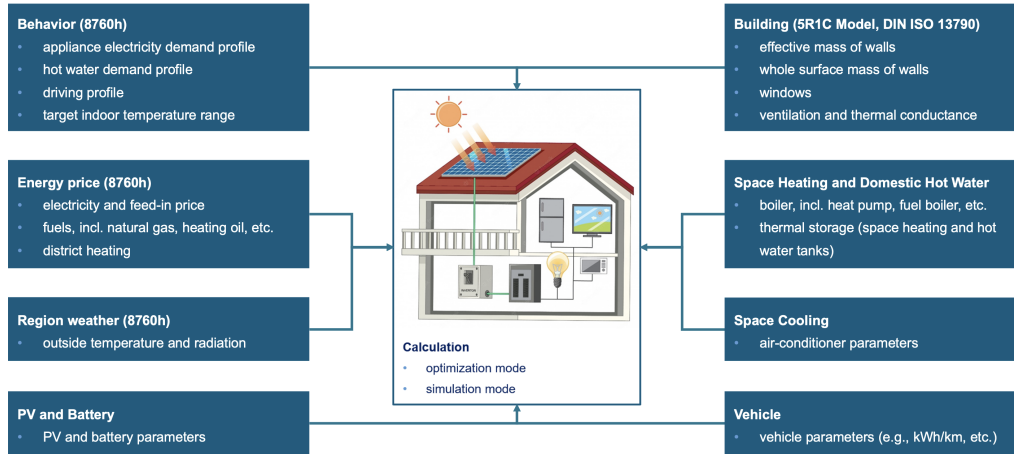 Behavior (8760h)
• appliance electricity demand profile
• hot water demand profile
• driving profile
• target indoor temperature range
Energy price (8760h)
• electricity and feed-in price
• fuels, incl. natural gas, heating oil, etc.
• district heating
Region weather (8760h)
• outside temperature and radiation
PV and Battery
• PV and battery parameters
Calculation
• optimization mode
• simulation mode
Building (5R1C Model, DIN ISO 13790)
• effective mass of walls
• whole surface mass of walls
• windows
• ventilation and thermal conductance
Space Heating and Domestic Hot Water
• boiler, incl. heat pump, fuel boiler, etc.
• thermal storage (space heating and hot
water tanks)
Space Cooling
• air-conditioner parameters
Vehicle
• vehicle parameters (e.g., kWh/km, etc.)